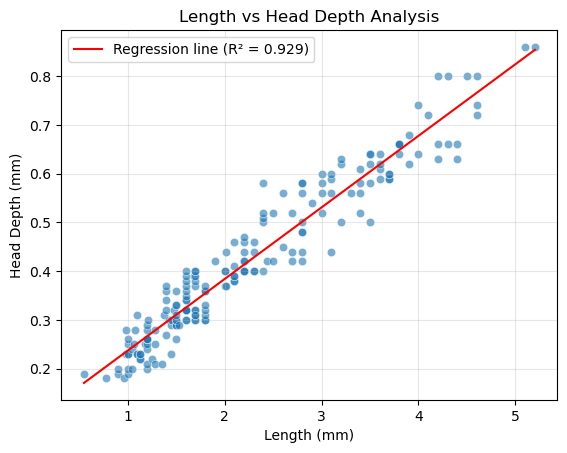 Length vs Head Depth Analysis
Regression line (R² = 0.929)
Head Depth (mm)
0.8
0.7
0.6
0.5
0.4
0.3
0.2
1 2 3 4 5
Length (mm)